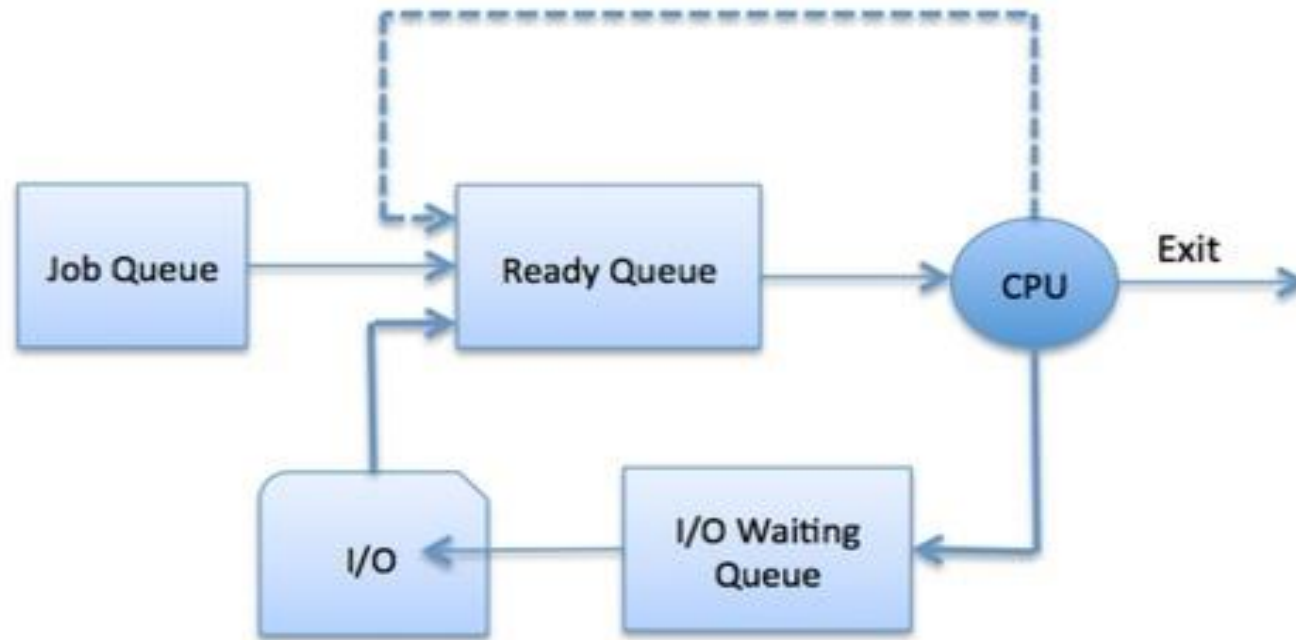 Job Queue
Ready Queue
CPU
Exit
I/O
I/O Waiting
Queue